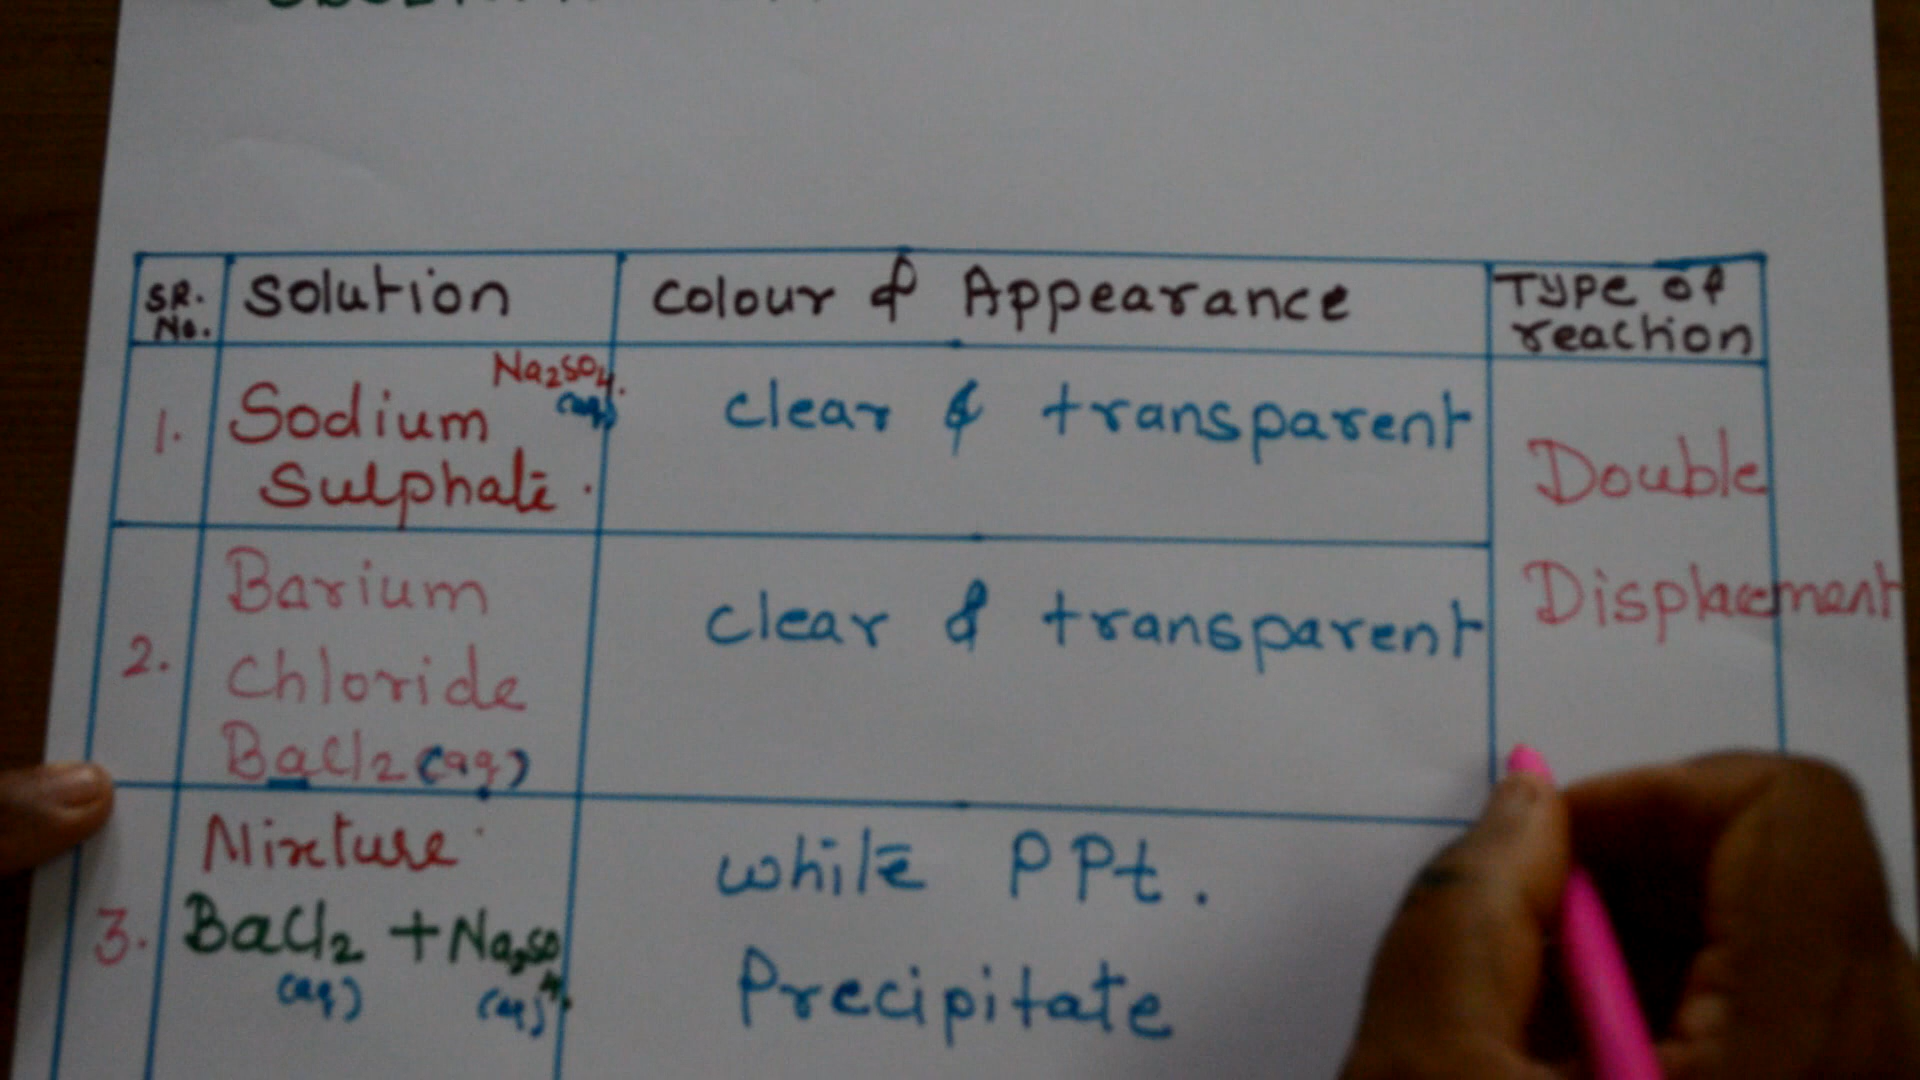 SR. No.
Solution
Colour & Appearance
Type of reaction
1.
Sodium Sulphate.
Na2SO4.
(aq)
clear & transparent
Double
Displacement
2.
Barium
Chloride
BaCl2 (aq)
clear & transparent
3.
Mixture
BaCl2 + Na2SO4.
(aq) (aq)
white PPt.
Precipitate